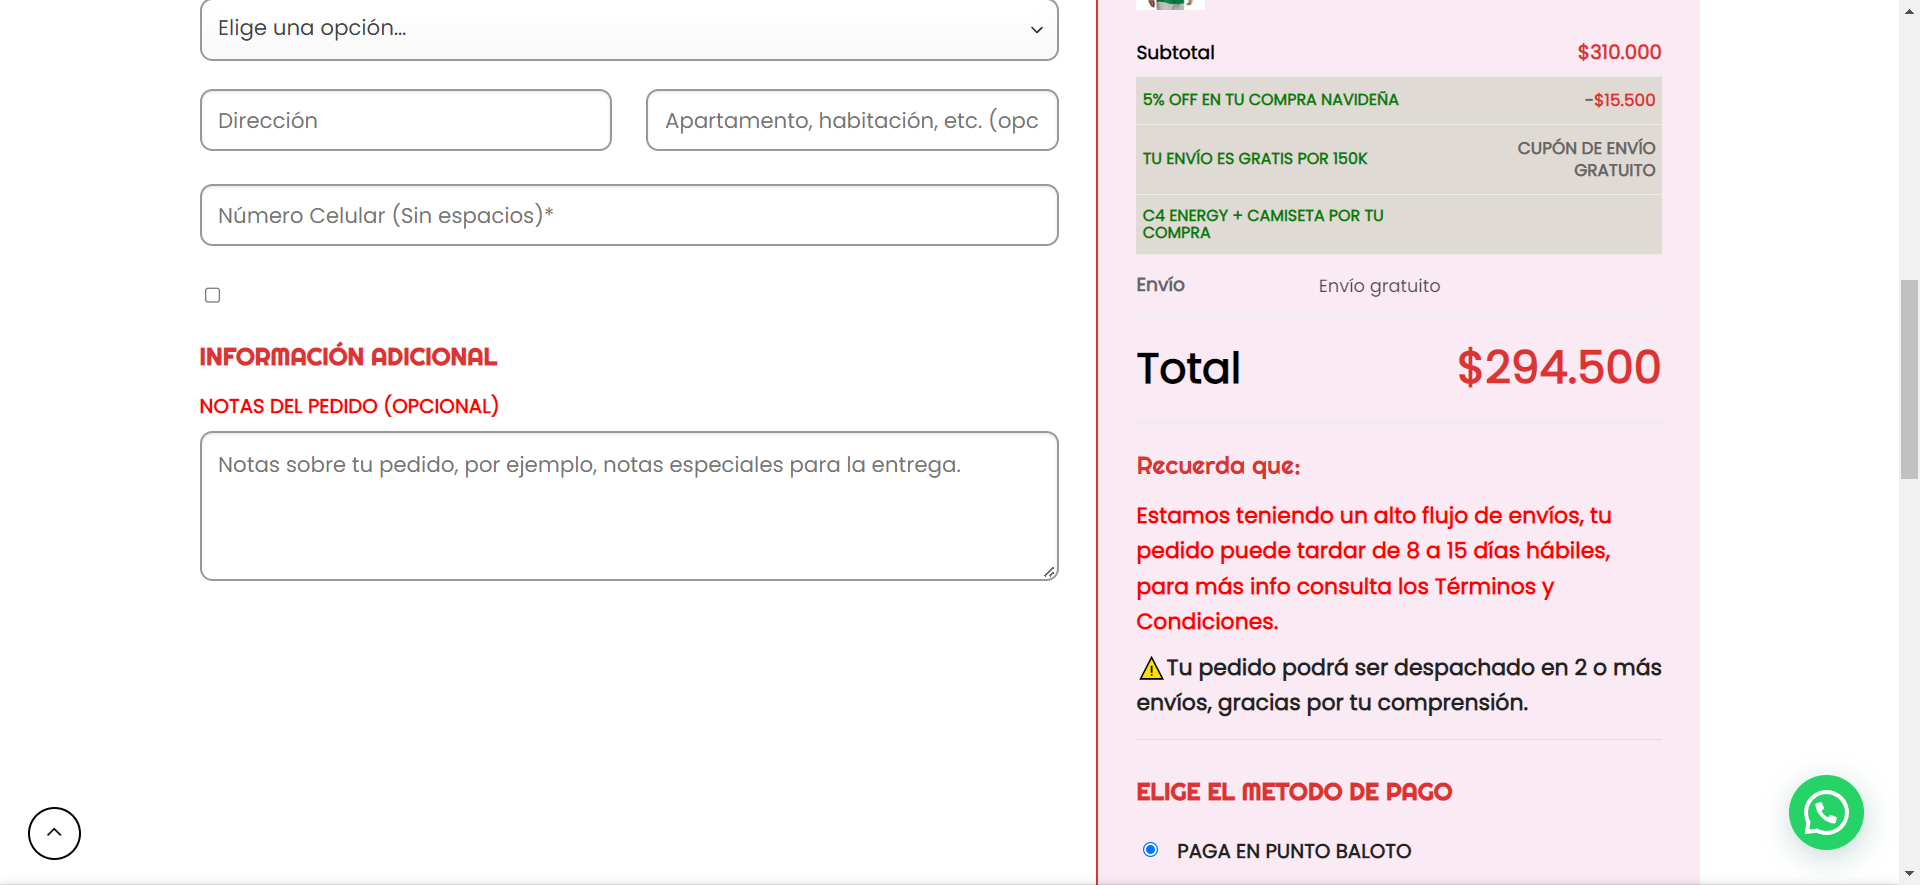 Elige una opción...
Dirección
Apartamento, habitación, etc. (opc
Número Celular (Sin espacios)*
INFORMACIÓN ADICIONAL
NOTAS DEL PEDIDO (OPCIONAL)
Notas sobre tu pedido, por ejemplo, notas especiales para la entrega.
Subtotal $310.000
5% OFF EN TU COMPRA NAVIDEÑA -$15.500
TU ENVÍO ES GRATIS POR 150K CUPÓN DE ENVÍO
GRATUITO
C4 ENERGY + CAMISETA POR TU
COMPRA
Envío Envío gratuito
Total $294.500
Recuerda que:
Estamos teniendo un alto flujo de envíos, tu
pedido puede tardar de 8 a 15 días hábiles,
para más info consulta los Términos y
Condiciones.
⚠Tu pedido podrá ser despachado en 2 o más
envíos, gracias por tu comprensión.
ELIGE EL METODO DE PAGO
PAGA EN PUNTO BALOTO